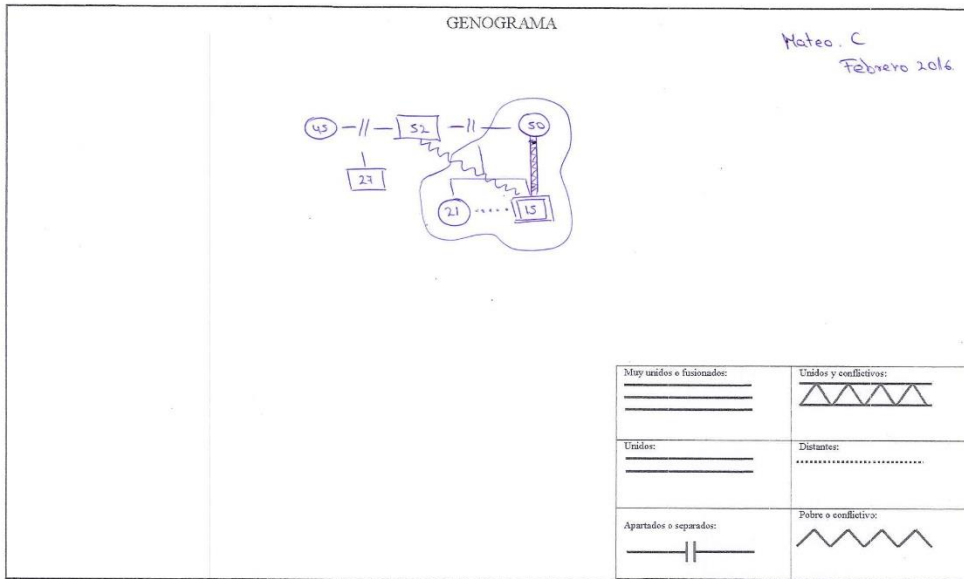 GENOGRAMA
Mateo. C
Febrero 2016
45 52 50
27
21 15
Muy unidos o fusionados:
Unidos y conflictivos:
Unidos:
Distantes:
Apartados o separados:
Pobre o conflictivo: